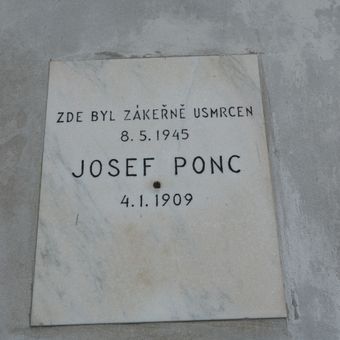 ZDE BYL ZÁKEŘNĚ USMRCEN
8.5.1945
JOSEF PONC
4.1.1909